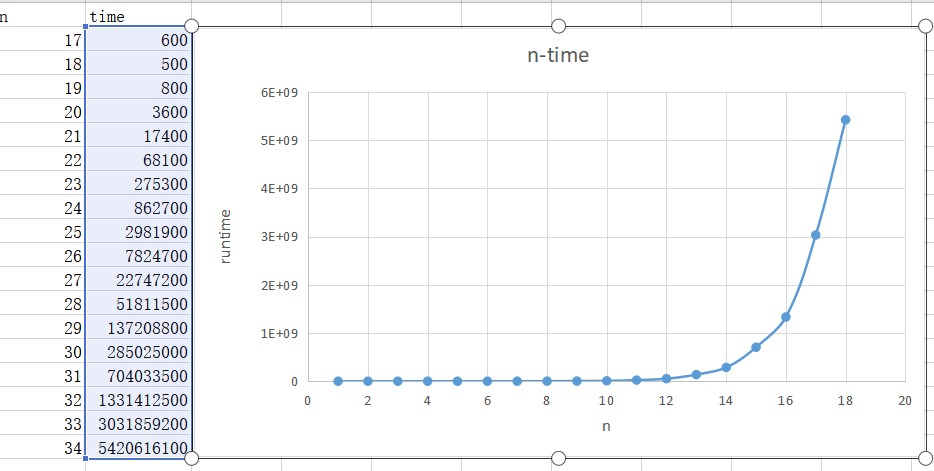 n time
17 600
18 500
19 800
20 3600
21 17400
22 68100
23 275300
24 862700
25 2981900
26 7824700
27 22747200
28 51811500
29 137208800
30 285025000
31 704033500
32 1331412500
33 3031859200
34 5420616100
n-time
6E+09
5E+09
4E+09
3E+09
2E+09
1E+09
0
runtime
0 2 4 6 8 10 12 14 16 18 20
n